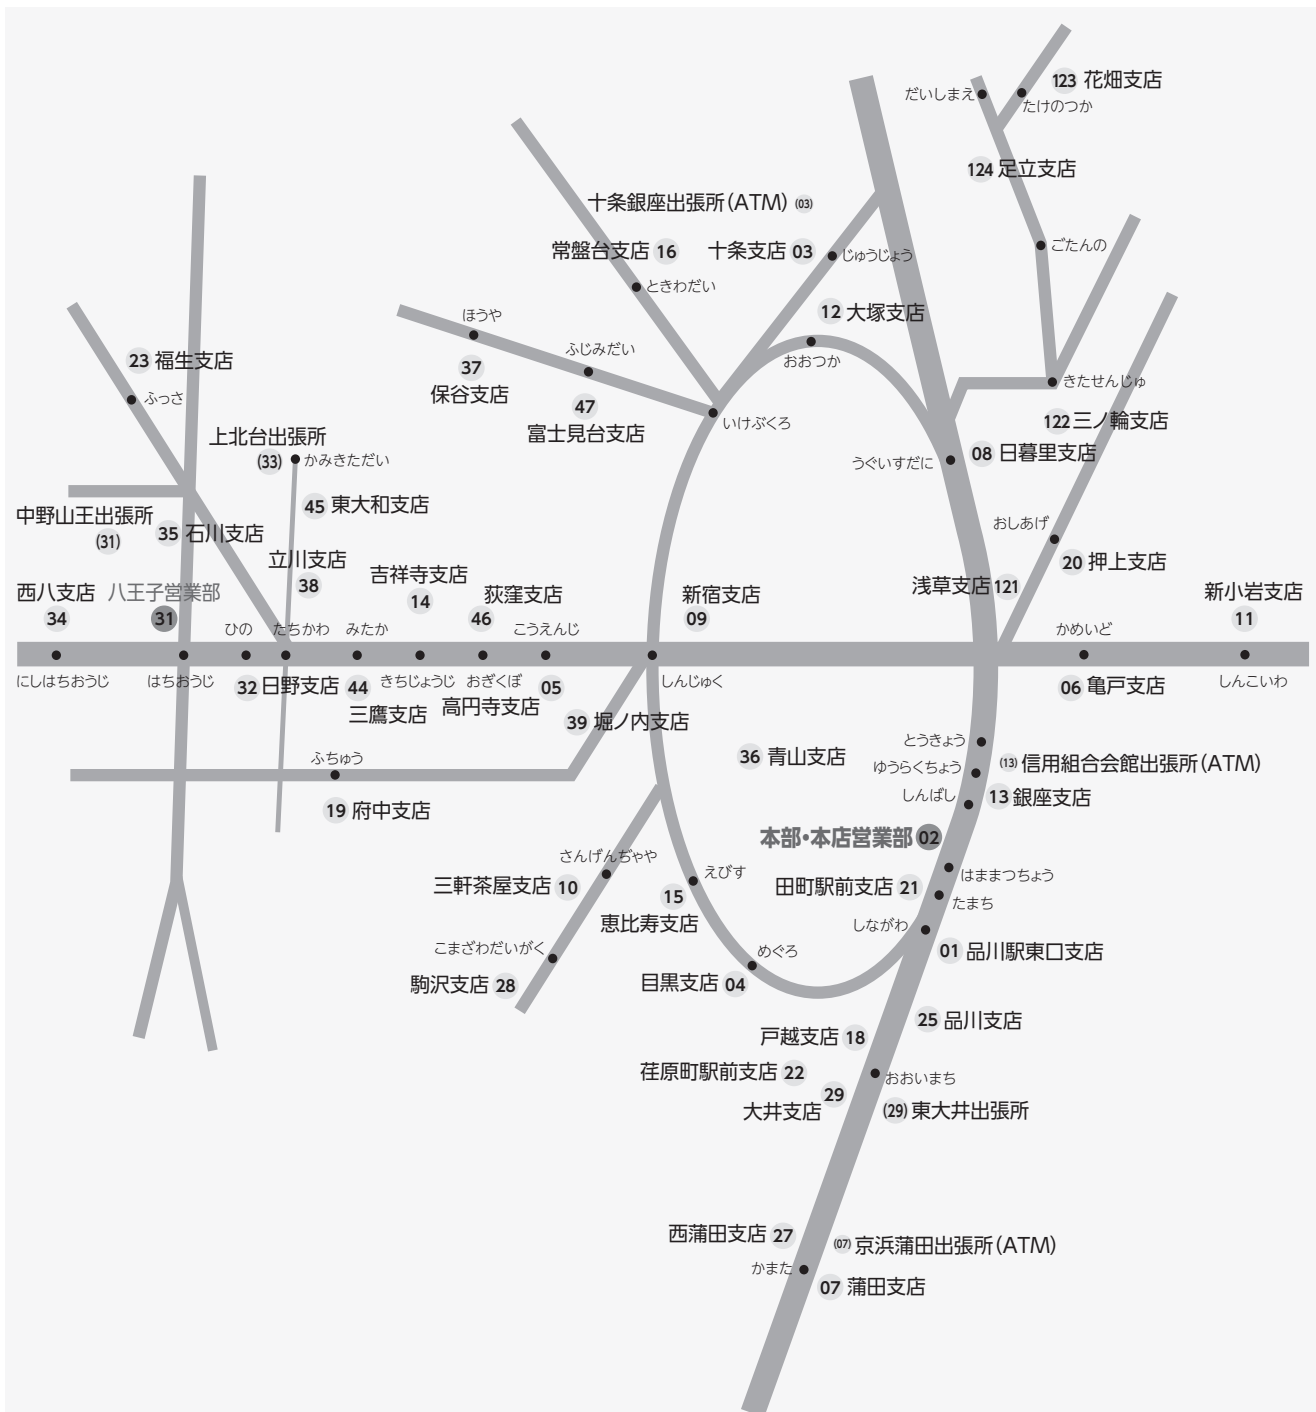 123 花畑支店
だいしまえ
たけのつか
124 足立支店
十条銀座出張所(ATM) (03)
常盤台支店 16
十条支店 03
じゅうじょう
ごたんの
ときわだい
12 大塚支店
おおつか
ほうや
37
保谷支店
ふじみだい
47
富士見台支店
いけぶくろ
きたせんじゅ
122 三ノ輪支店
08 日暮里支店
うぐいすだに
23 福生支店
ふっさ
上北台出張所
(33)
かみきただい
45 東大和支店
中野山王出張所
(31)
35 石川支店
おしあげ
20 押上支店
立川支店
38
吉祥寺支店
14
荻窪支店
46
新宿支店
09
浅草支店 121
新小岩支店
11
西八支店
34
八王子営業部
31
ひの
たちかわ
みたか
こうえんじ
かめいど
にしはちおうじ
はちおうじ
32 日野支店
44
三鷹支店
きちじょうじ
おぎくぼ
05
高円寺支店
しんじゅく
06 亀戸支店
しんこいわ
39 堀ノ内支店
ふちゅう
19 府中支店
36 青山支店
とうきょう
ゆうらくちょう
(13) 信用組合会館出張所(ATM)
しんばし
13 銀座支店
本部・本店営業部 02
はままつちょう
さんげんぢゃや
三軒茶屋支店 10
えびす
15
恵比寿支店
田町駅前支店 21
たまち
しながわ
01 品川駅東口支店
こまざわだいがく
駒沢支店 28
めぐろ
目黒支店 04
25 品川支店
戸越支店 18
荏原町駅前支店 22
おおいまち
29
大井支店
(29) 東大井出張所
西蒲田支店 27
(07) 京浜蒲田出張所(ATM)
かまた
07 蒲田支店